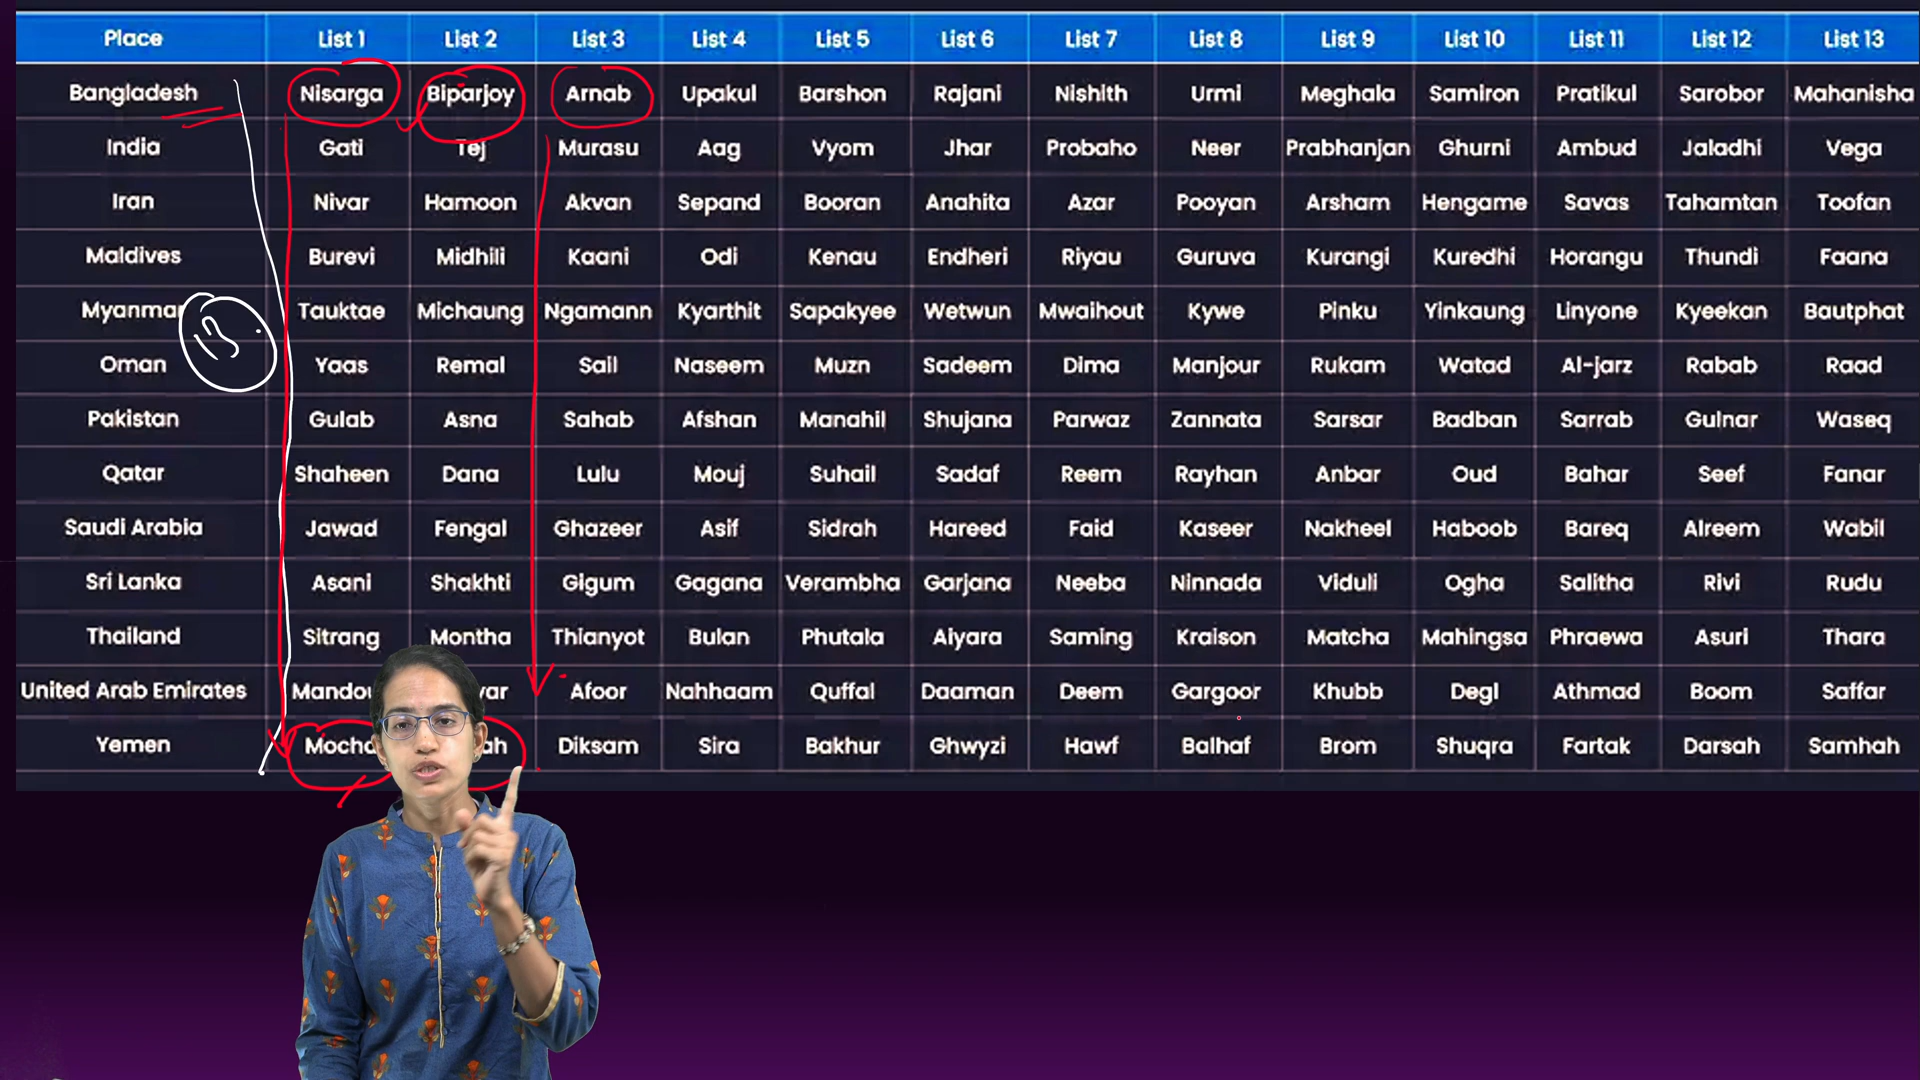 Place List 1 List 2 List 3 List 4 List 5 List 6 List 7 List 8 List 9 List 10 List 11 List 12 List 13
Bangladesh Nisarga Biparjoy Arnab Upakul Barshon Rajani Nishith Urmi Meghala Samiron Pratikul Sarobor Mahanisha
India Gati Tej Murasu Aag Vyom Jhar Probaho Neer Prabhanjan Ghurni Ambud Jaladhi Vega
Iran Nivar Hamoon Akvan Sepand Booran Anahita Azar Pooyan Arsham Hengame Savas Tahamtan Toofan
Maldives Burevi Midhili Kaani Odi Kenau Endheri Riyau Guruva Kurangi Kuredhi Horangu Thundi Faana
Myanmar Tauktae Michaung Ngamann Kyarthit Sapakyee Wetwun Mwaihout Kywe Pinku Yinkaung Linyone Kyeekan Bautphat
Oman Yaas Remal Sail Naseem Muzn Sadeem Dima Manjour Rukam Watad Al-jarz Rabab Raad
Pakistan Gulab Asna Sahab Afshan Manahil Shujana Parwaz Zannata Sarsar Badban Sarrab Gulnar Waseq
Qatar Shaheen Dana Lulu Mouj Suhail Sadaf Reem Rayhan Anbar Oud Bahar Seef Fanar
Saudi Arabia Jawad Fengal Ghazeer Asif Sidrah Hareed Faid Kaseer Nakheel Haboob Bareq Alreem Wabil
Sri Lanka Asani Shakhti Gigum Gagana Verambha Garjana Neeba Ninnada Viduli Ogha Salitha Rivi Rudu
Thailand Sitrang Montha Thianyot Bulan Phutala Aiyara Saming Kraison Matcha Mahingsa Phraewa Asuri Thara
United Arab Emirates Afoor Nahhaam Quffal Daaman Deem Gargoor Khubb Degl Athmad Boom Saffar
Yemen Diksam Sira Bakhur Ghwyzi Hawf Balhaf Brom Shuqra Fartak Darsah Samhah